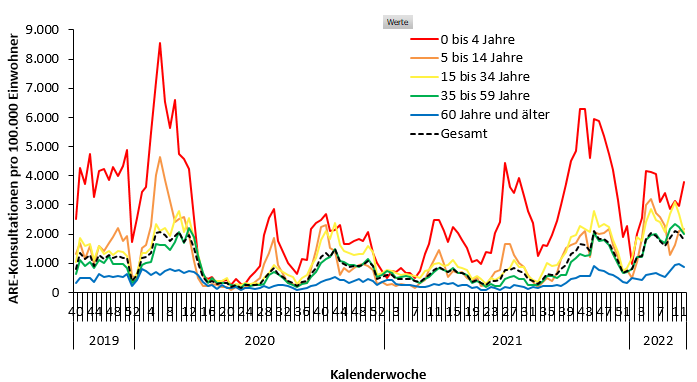 Werte
ARE-Konsultationen pro 100.000 Einwohner
9.000
8.000
7.000
6.000
5.000
4.000
3.000
2.000
1.000
0
0 bis 4 Jahre
5 bis 14 Jahre
15 bis 34 Jahre
35 bis 59 Jahre
60 Jahre und älter
Gesamt
40 44 48 52 4 8 12 16 20 24 28 32 36 40 44 48 52 3 7 11 15 19 23 27 31 35 39 43 47 51 3 7 11
2019 2020 2021 2022
Kalenderwoche